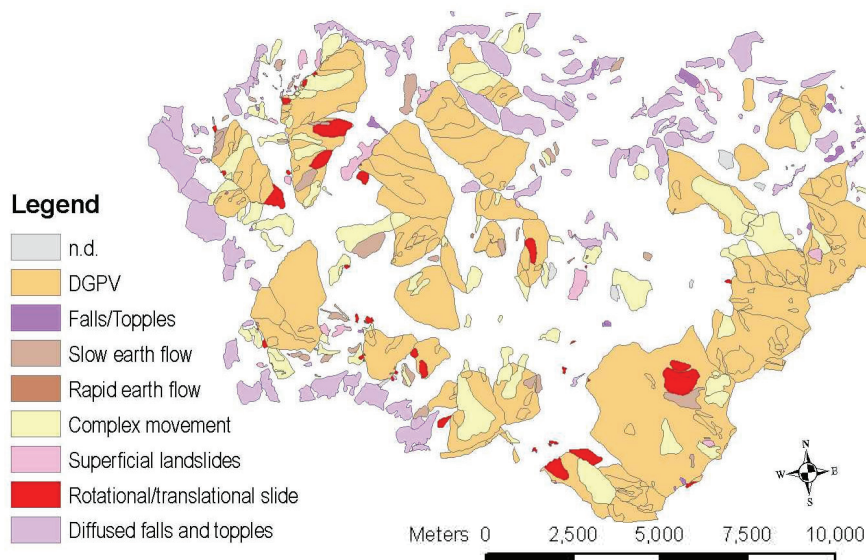 Legend
n.d.
DGPV
Falls/Topples
Slow earth flow
Rapid earth flow
Complex movement
Superficial landslides
Rotational/translational slide
Diffused falls and topples
N
W E
S
Meters 0 2,500 5,000 7,500 10,000